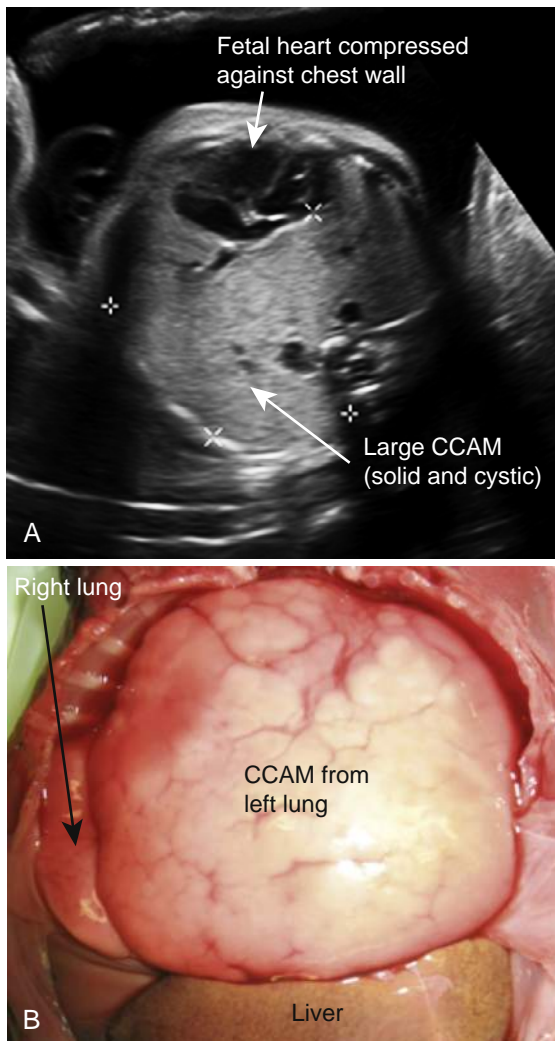 Fetal heart compressed
against chest wall
Large CCAM
(solid and cystic)
A
Right lung
CCAM from
left lung
Liver
B